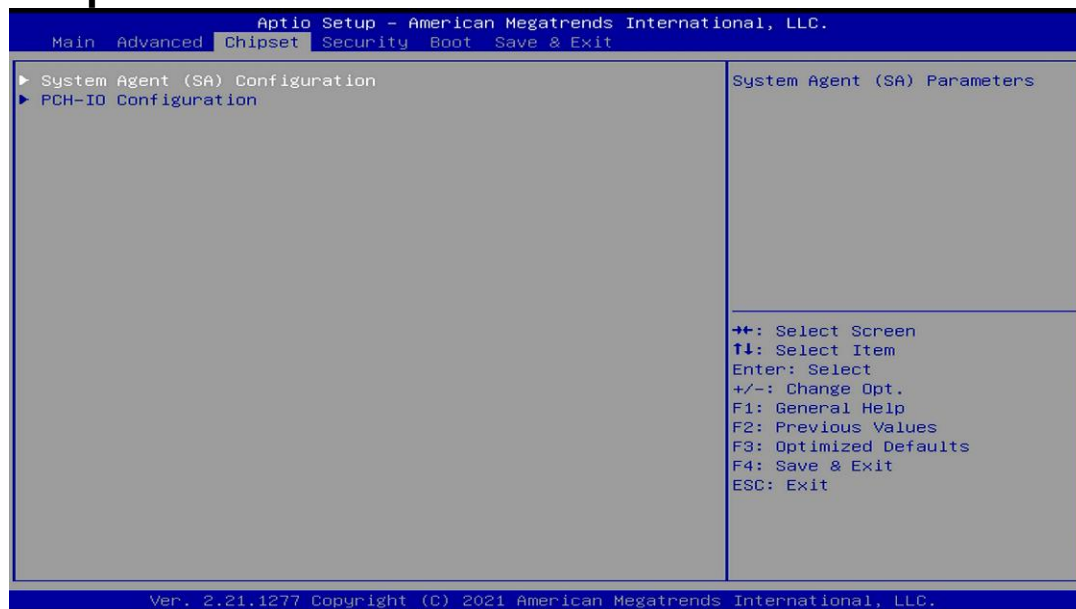 Aptio Setup – American Megatrends International, LLC.
Main Advanced Chipset Security Boot Save & Exit
▶ System Agent (SA) Configuration
▶ PCH-IO Configuration
System Agent (SA) Parameters
→←: Select Screen
↑↓: Select Item
Enter: Select
+/-: Change Opt.
F1: General Help
F2: Previous Values
F3: Optimized Defaults
F4: Save & Exit
ESC: Exit
Ver. 2.21.1277 Copyright (C) 2021 American Megatrends International, LLC.